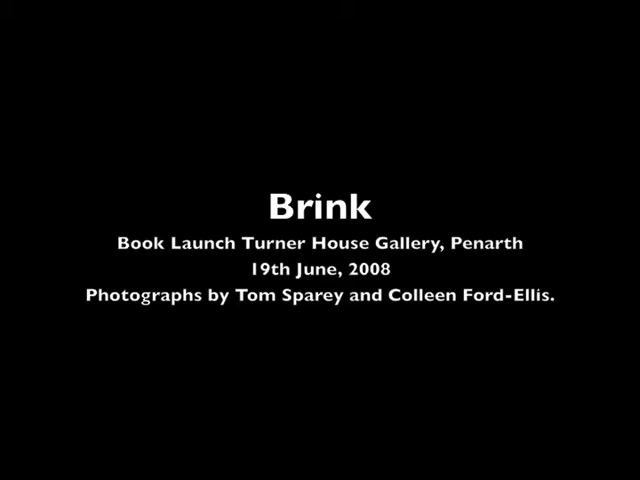 Brink
Book Launch Turner House Gallery, Penarth
19th June, 2008
Photographs by Tom Sparey and Colleen Ford-Ellis.